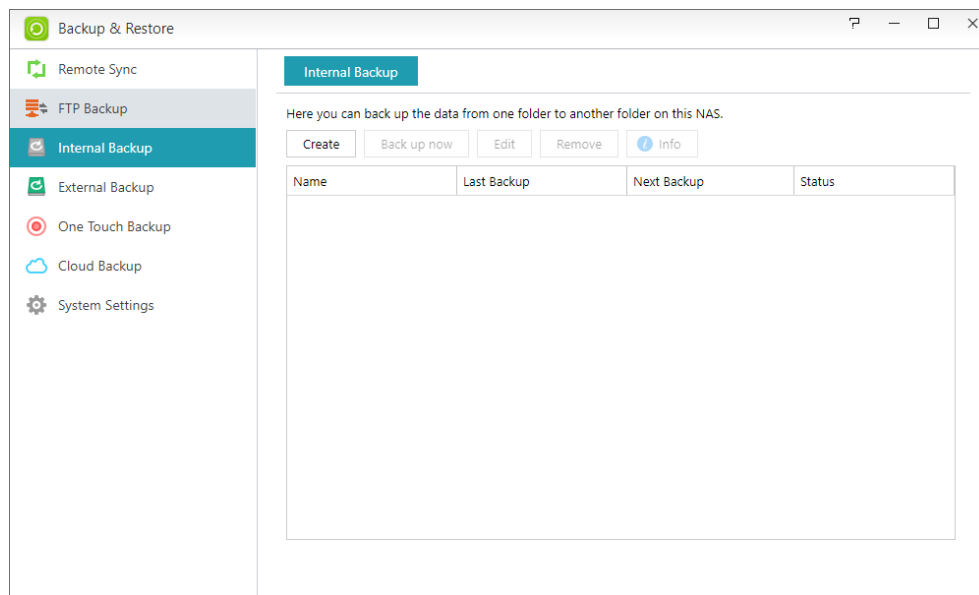 Backup & Restore
Remote Sync
FTP Backup
Internal Backup
External Backup
One Touch Backup
Cloud Backup
System Settings
Internal Backup
Here you can back up the data from one folder to another folder on this NAS.
Create Back up now Edit Remove Info
Name Last Backup Next Backup Status